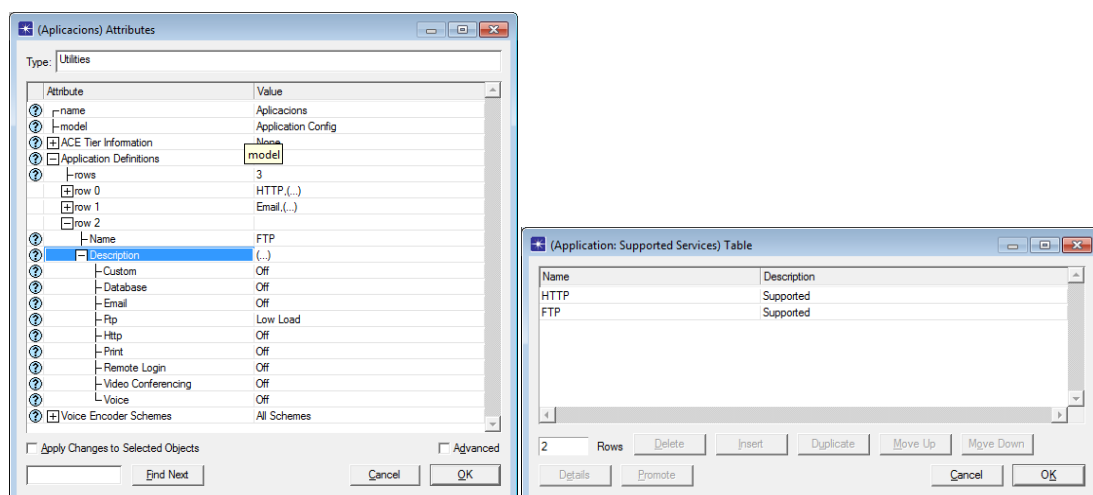 (Aplicacions) Attributes
Type: Utilities
Attribute Value
name Aplicacions
model Application Config
ACE Tier Information None
model
Application Definitions
rows 3
row 0 HTTP,(...)
row 1 Email,(...)
row 2
Name FTP
Description (...)
Custom Off
Database Off
Email Off
Ftp Low Load
Http Off
Print Off
Remote Login Off
Video Conferencing Off
Voice Off
Voice Encoder Schemes All Schemes
Apply Changes to Selected Objects Advanced
Find Next Cancel OK
(Application: Supported Services) Table
Name Description
HTTP Supported
FTP Supported
2 Rows Delete Insert Duplicate Move Up Move Down
Details Promote Cancel OK